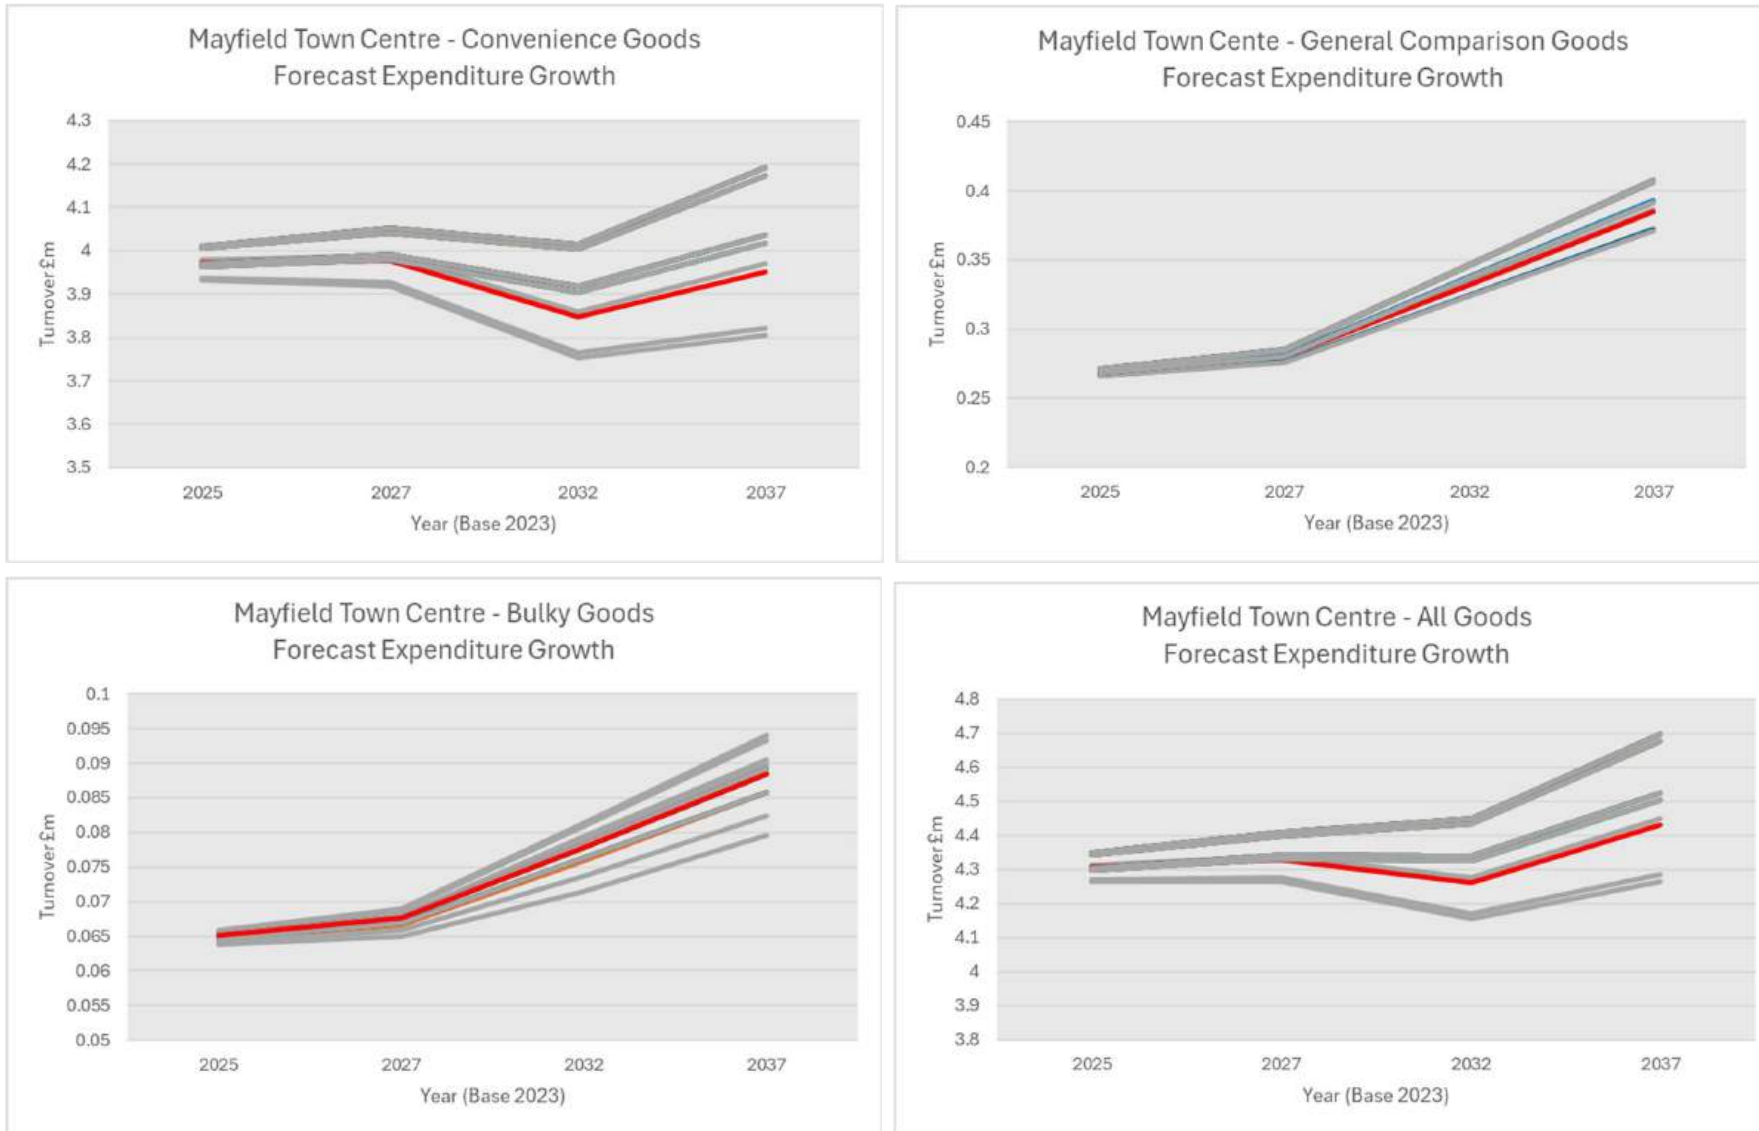 Mayfield Town Centre - Convenience Goods
Forecast Expenditure Growth
4.3
4.2
4.1
4
3.9
3.8
3.7
3.6
3.5
Turnover £m
2025 2027 2032 2037
Year (Base 2023)
Mayfield Town Cente - General Comparison Goods
Forecast Expenditure Growth
0.45
0.4
0.35
0.3
0.25
0.2
Turnover £m
2025 2027 2032 2037
Year (Base 2023)
Mayfield Town Centre - Bulky Goods
Forecast Expenditure Growth
0.1
0.095
0.09
0.085
0.08
0.075
0.07
0.065
0.06
0.055
0.05
Turnover £m
2025 2027 2032 2037
Year (Base 2023)
Mayfield Town Centre - All Goods
Forecast Expenditure Growth
4.8
4.7
4.6
4.5
4.4
4.3
4.2
4.1
4
3.9
3.8
Turnover £m
2025 2027 2032 2037
Year (Base 2023)